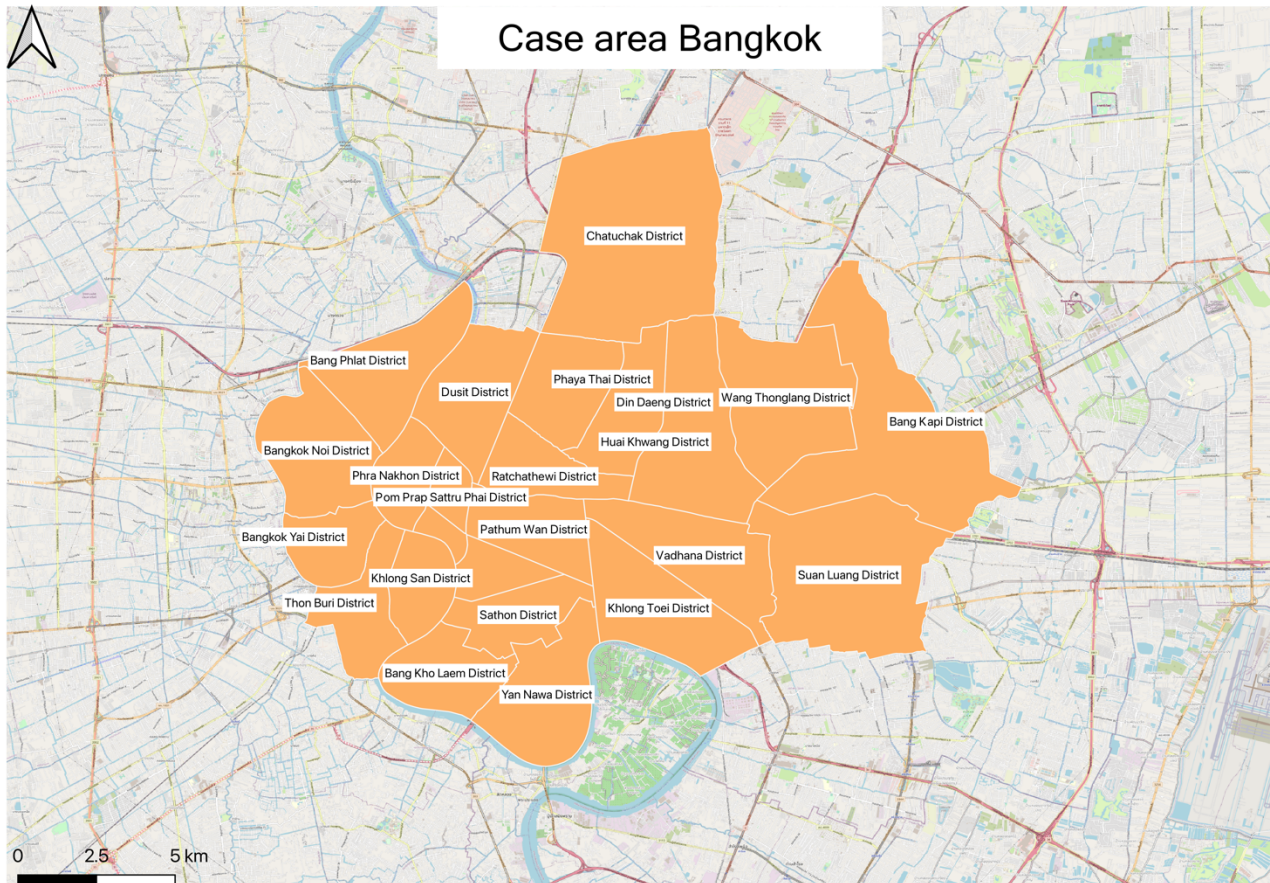 Case area Bangkok
Chatuchak District
Bang Phlat District
Dusit District
Phaya Thai District
Din Daeng District
Wang Thonglang District
Bang Kapi District
Bangkok Noi District
Huai Khwang District
Phra Nakhon District
Ratchathewi District
Pom Prap Sattru Phai District
Pathum Wan District
Bangkok Yai District
Vadhana District
Khlong San District
Suan Luang District
Thon Buri District
Sathon District
Khlong Toei District
Bang Kho Laem District
Yan Nawa District
0 2.5 5 km